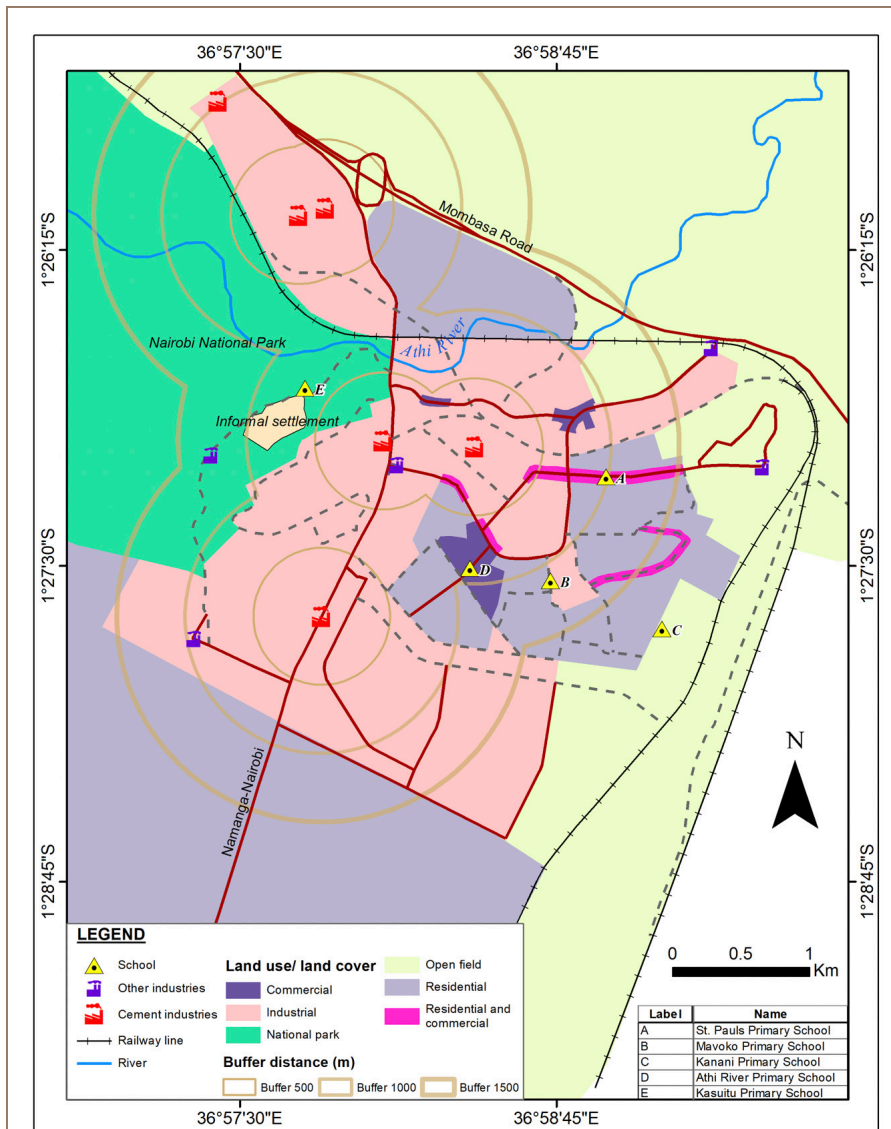 36°57'30"E
36°58'45"E
1°26'15"S
1°26'15"S
Mombasa Road
Athi River
Nairobi National Park
E
Informal settlement
A
1°27'30"S
1°27'30"S
D
B
C
N
Namanga-Nairobi
1°28'45"S
1°28'45"S
LEGEND
School
Other industries
Cement industries
Railway line
River
Land use/ land cover
Commercial
Industrial
National park
Open field
Residential
Residential and
commercial
Buffer distance (m)
Buffer 500
Buffer 1000
Buffer 1500
0 0.5 1
Km
Label Name
A St. Pauls Primary School
B Mavoko Primary School
C Kanani Primary School
D Athi River Primary School
E Kasuitu Primary School
36°57'30"E
36°58'45"E